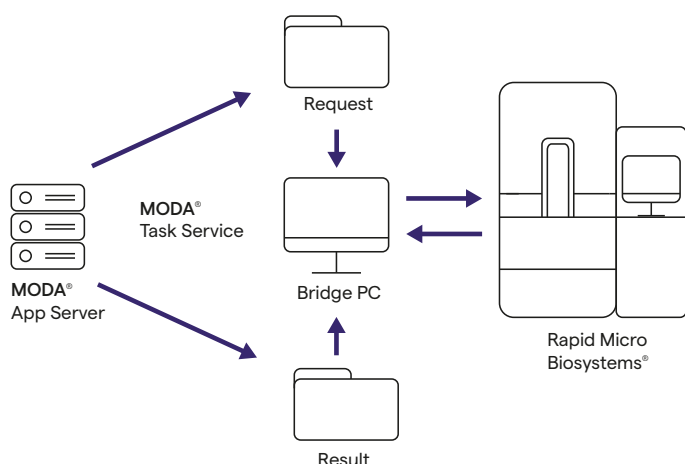 Request
MODA®
Task Service
MODA®
App Server
Bridge PC
Rapid Micro
Biosystems®
Result